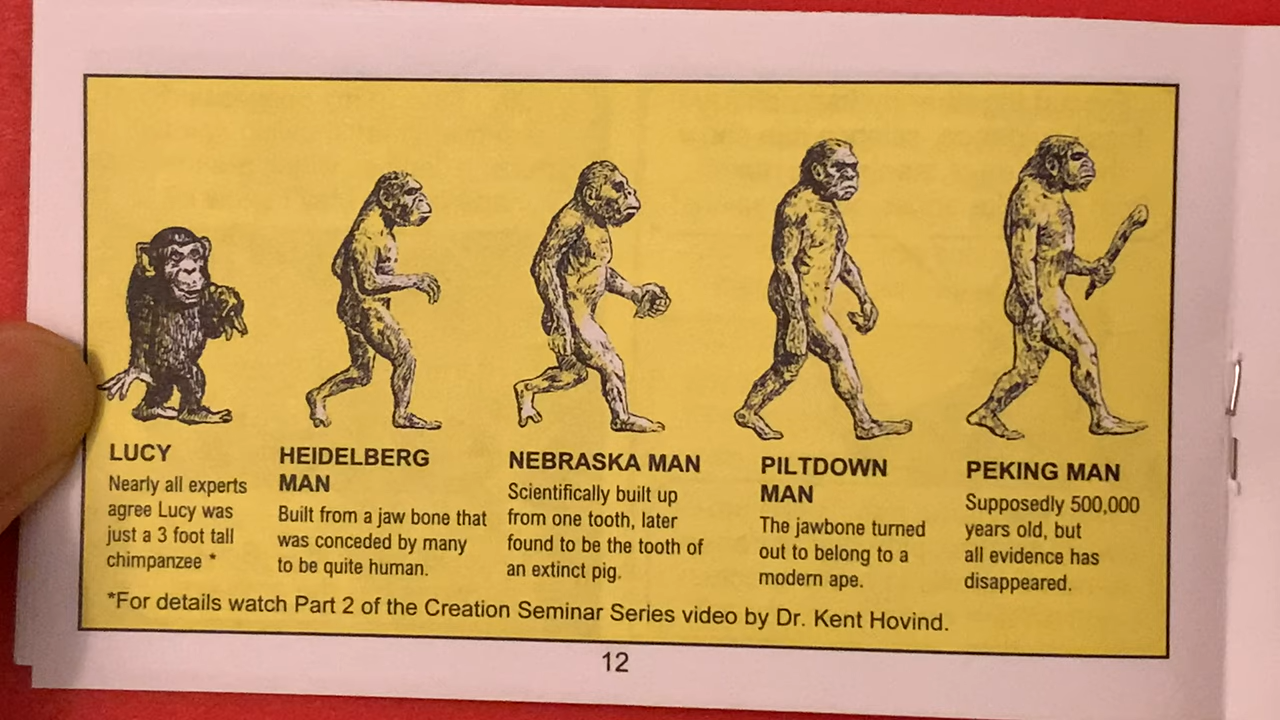 LUCY
Nearly all experts
agree Lucy was
just a 3 foot tall
chimpanzee *
HEIDELBERG
MAN
Built from a jaw bone that
was conceded by many
to be quite human.
NEBRASKA MAN
Scientifically built up
from one tooth, later
found to be the tooth of
an extinct pig.
PILTDOWN
MAN
The jawbone turned
out to belong to a
modern ape.
PEKING MAN
Supposedly 500,000
years old, but
all evidence has
disappeared.
*For details watch Part 2 of the Creation Seminar Series video by Dr. Kent Hovind.
12